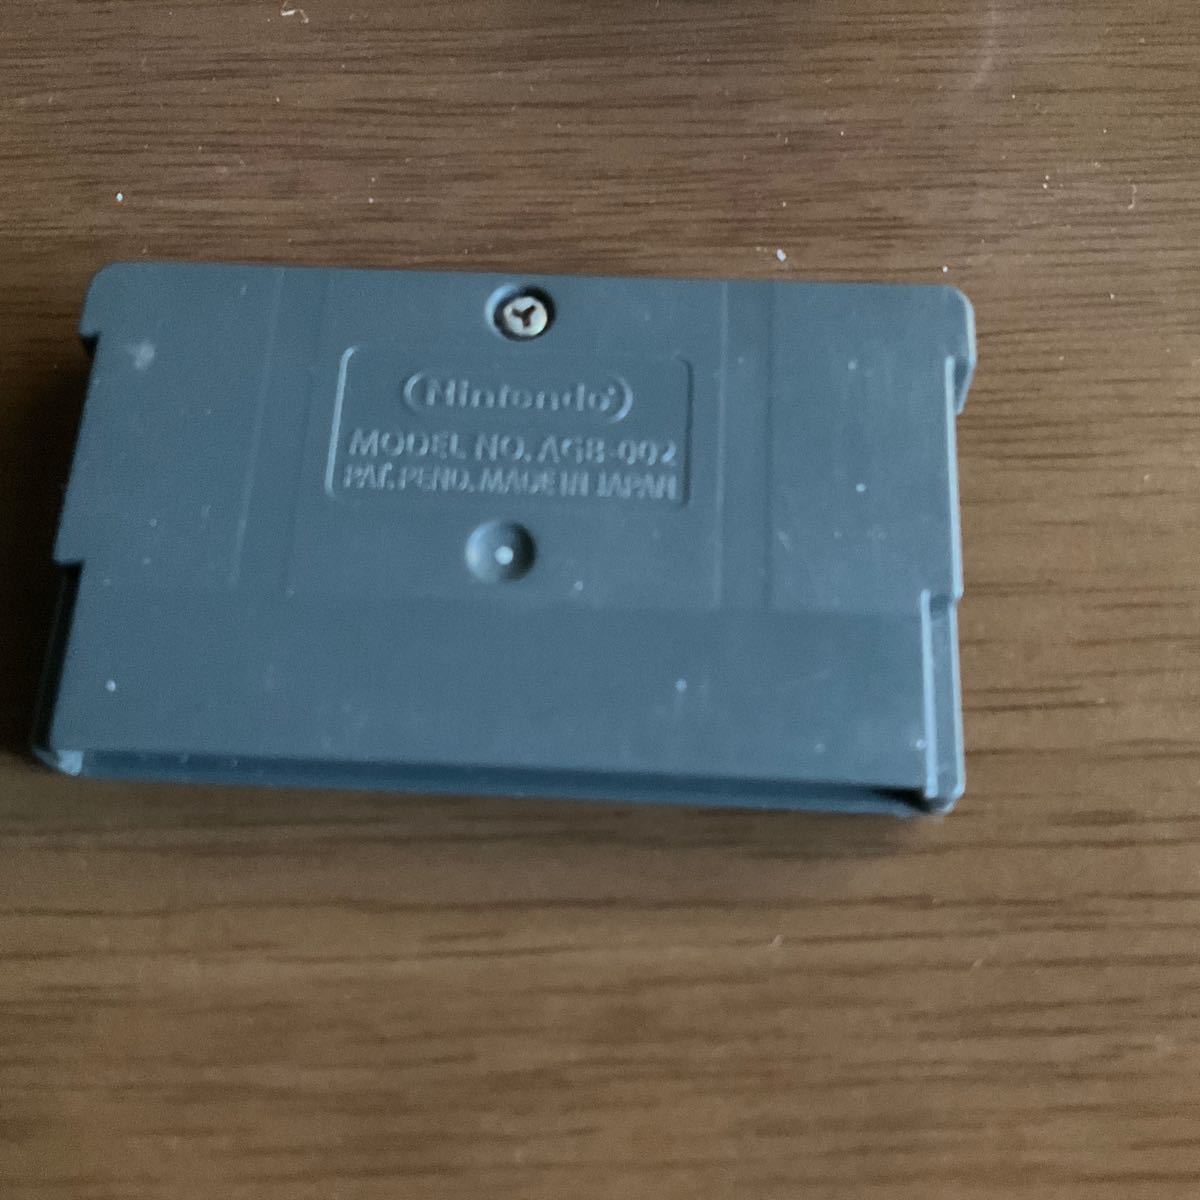 Nintendo
MODEL NO. AGB-002
PAT. PEND. MADE IN JAPAN